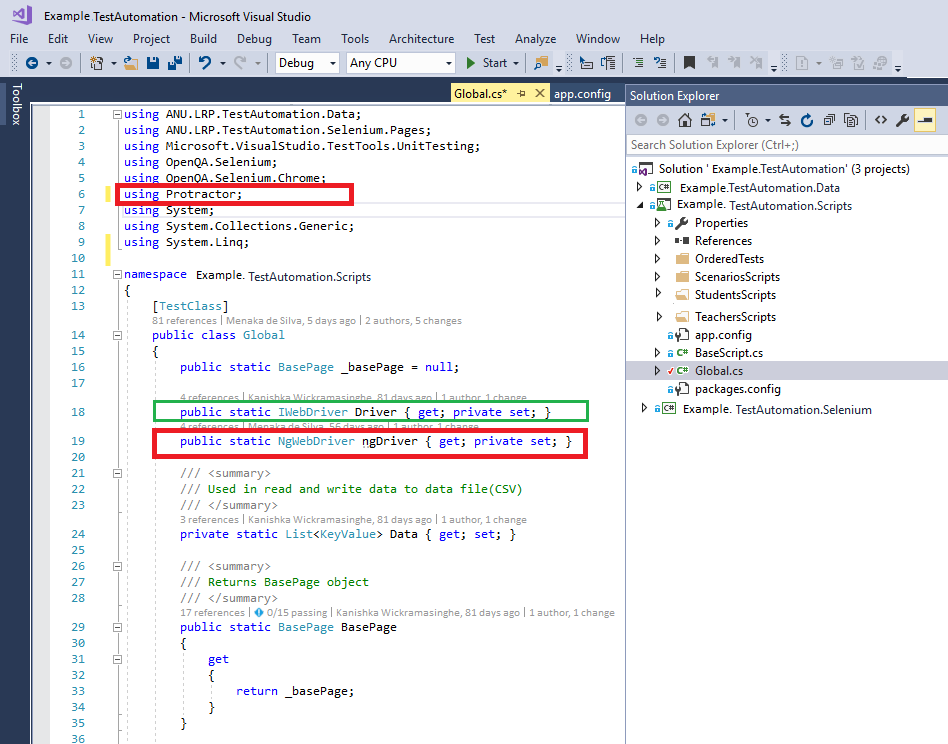 Example.TestAutomation - Microsoft Visual Studio
File Edit View Project Build Debug Team Tools Architecture Test Analyze Window Help
Debug Any CPU Start
Toolbox
Global.cs* app.config
1 using ANU.LRP.TestAutomation.Data;
2 using ANU.LRP.TestAutomation.Selenium.Pages;
3 using Microsoft.VisualStudio.TestTools.UnitTesting;
4 using OpenQA.Selenium;
5 using OpenQA.Selenium.Chrome;
6 using Protractor;
7 using System;
8 using System.Collections.Generic;
9 using System.Linq;
10
11 namespace Example. TestAutomation.Scripts
12 {
13 [TestClass]
81 references | Menaka de Silva, 5 days ago | 2 authors, 5 changes
14 public class Global
15 {
16 public static BasePage _basePage = null;
17
4 references | Kanishka Wickramasinghe, 81 days ago | 1 author, 1 change
18 public static IWebDriver Driver { get; private set; }
4 references | Menaka de Silva, 56 days ago | 1 author, 1 change
19 public static NgWebDriver ngDriver { get; private set; }
20
21 /// <summary>
22 /// Used in read and write data to data file(CSV)
23 /// </summary>
3 references | Kanishka Wickramasinghe, 81 days ago | 1 author, 1 change
24 private static List<KeyValue> Data { get; set; }
25
26 /// <summary>
27 /// Returns BasePage object
28 /// </summary>
17 references | 0/15 passing | Kanishka Wickramasinghe, 81 days ago | 1 author, 1 change
29 public static BasePage BasePage
30 {
31 get
32 {
33 return _basePage;
34 }
35 }
36
Solution Explorer
Search Solution Explorer (Ctrl+;)
Solution ' Example.TestAutomation' (3 projects)
C# Example.TestAutomation.Data
Example. TestAutomation.Scripts
Properties
References
OrderedTests
ScenariosScripts
StudentsScripts
TeachersScripts
app.config
C# BaseScript.cs
C# Global.cs
packages.config
C# Example. TestAutomation.Selenium